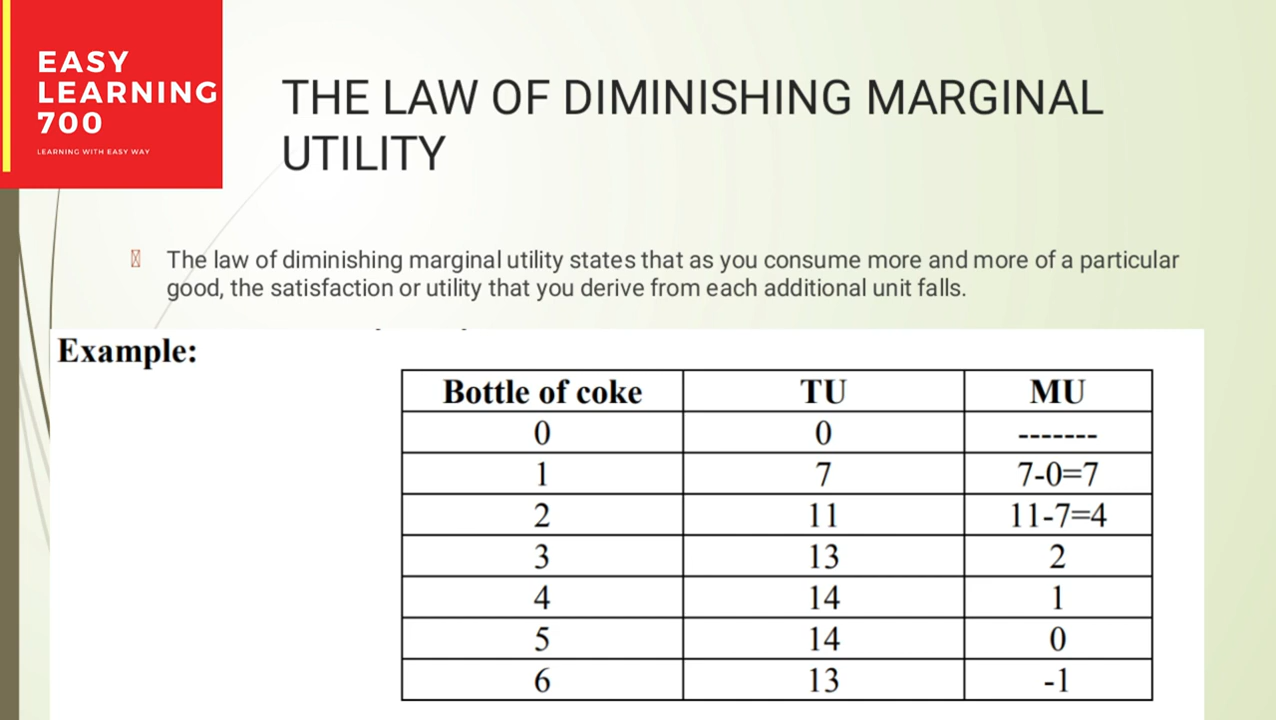 EASY
LEARNING
700
LEARNING WITH EASY WAY
THE LAW OF DIMINISHING MARGINAL
UTILITY
The law of diminishing marginal utility states that as you consume more and more of a particular
good, the satisfaction or utility that you derive from each additional unit falls.
Example:
Bottle of coke TU MU
0 0 -------
1 7 7-0=7
2 11 11-7=4
3 13 2
4 14 1
5 14 0
6 13 -1